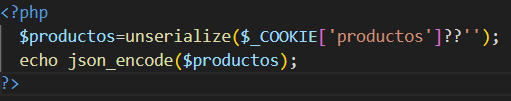 <?php
$productos=unserialize($_COOKIE['productos']??'');
echo json_encode($productos);
?>